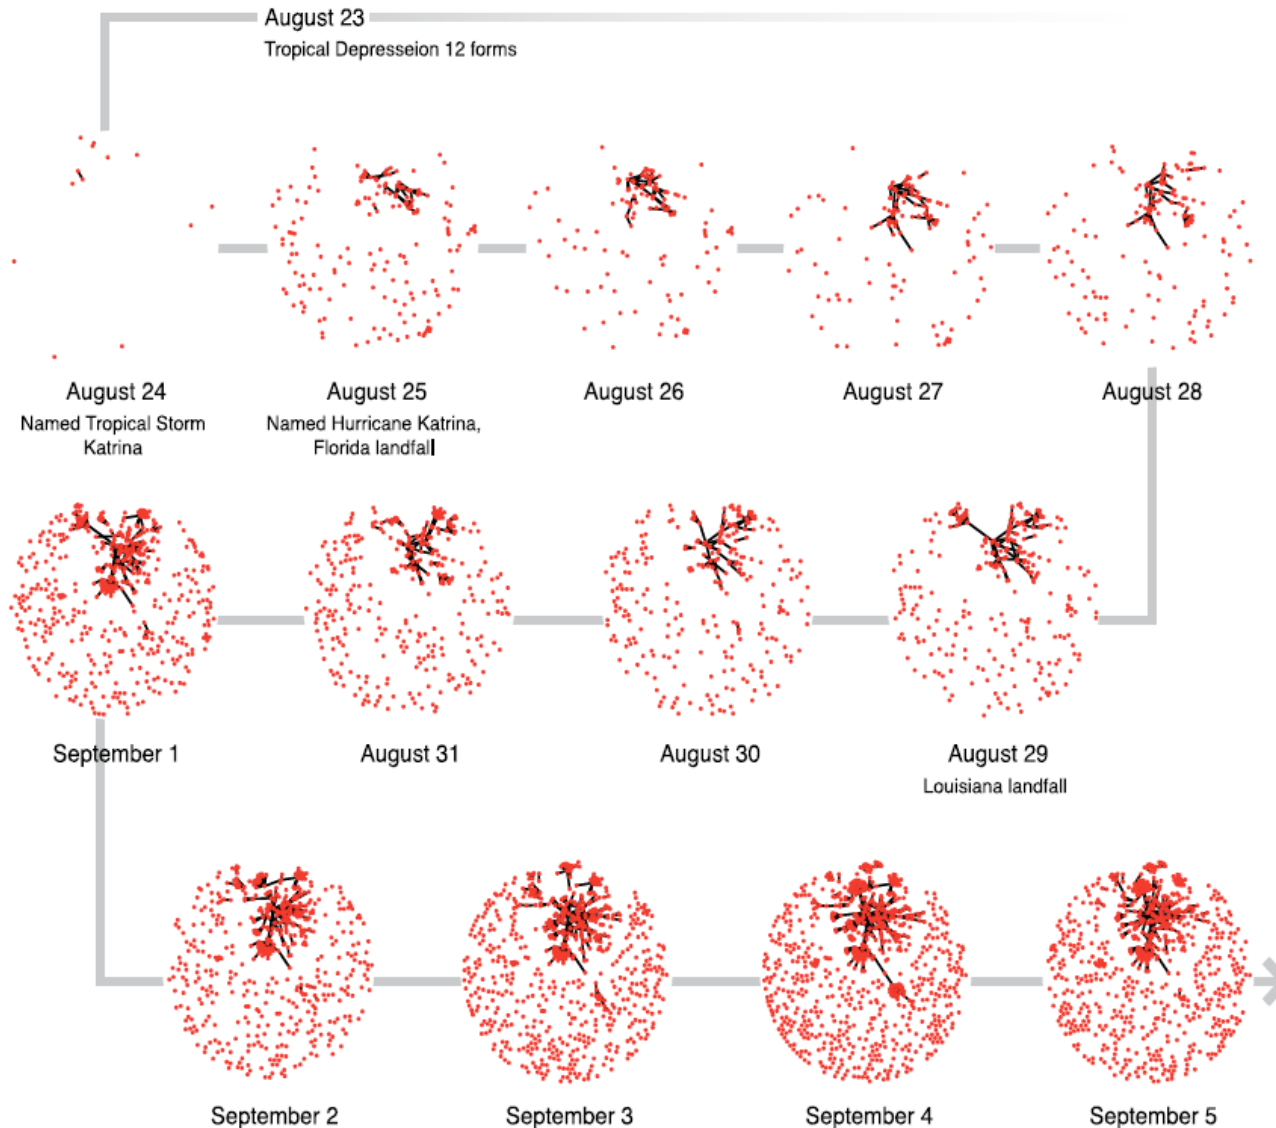 August 23
Tropical Depresseion 12 forms
August 24
Named Tropical Storm
Katrina
August 25
Named Hurricane Katrina,
Florida landfall
August 26
August 27
August 28
September 1
August 31
August 30
August 29
Louisiana landfall
September 2
September 3
September 4
September 5